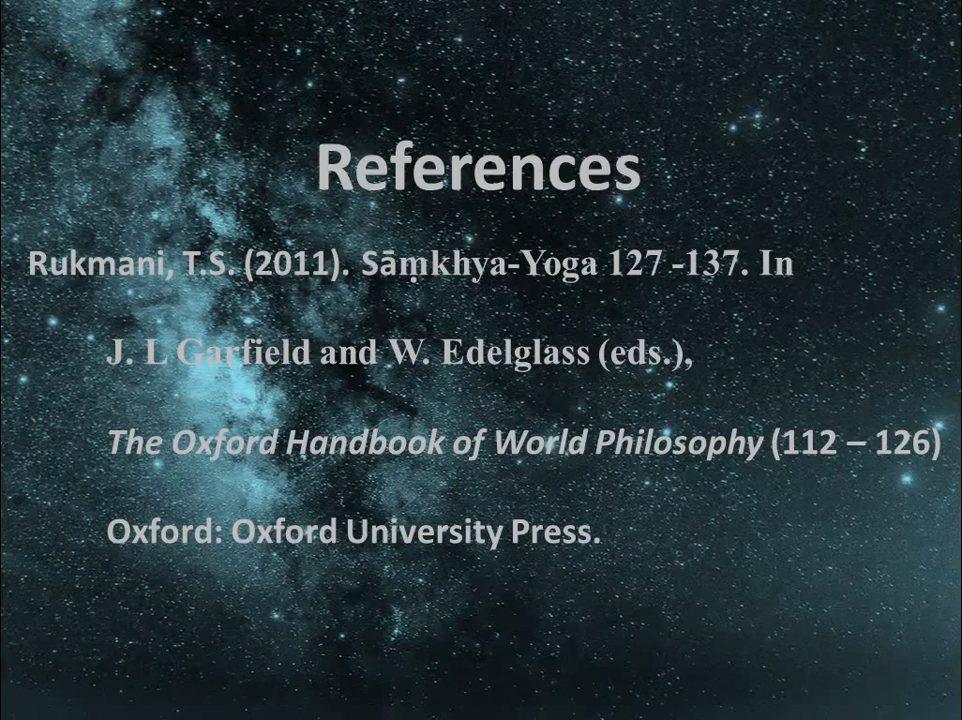 References
Rukmani, T.S. (2011). Sāṃkhya-Yoga 127 -137. In
J. L Garfield and W. Edelglass (eds.),
The Oxford Handbook of World Philosophy (112 – 126)
Oxford: Oxford University Press.